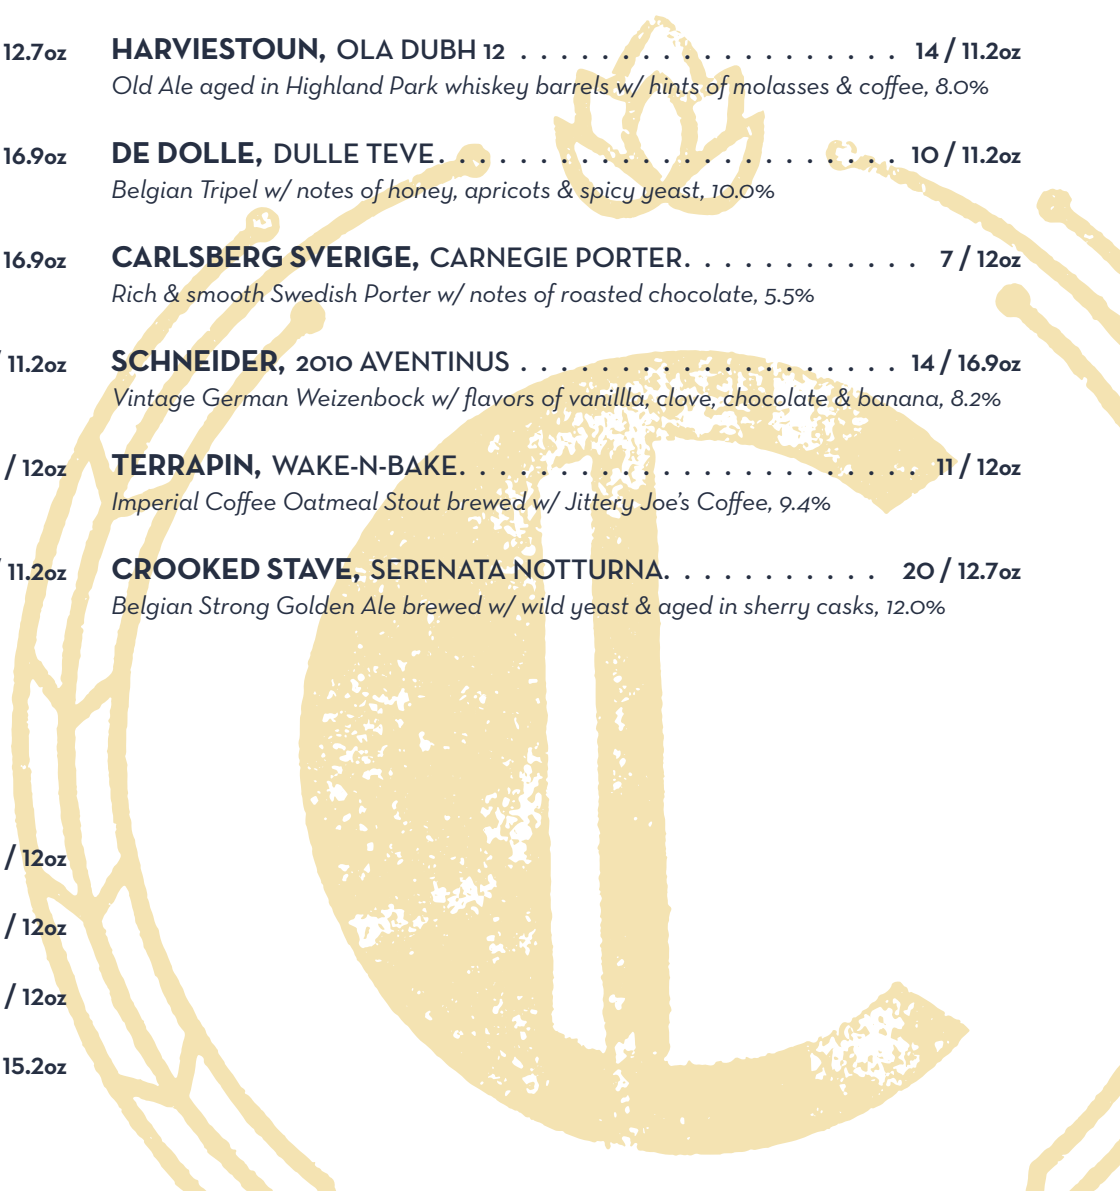 12.7oz
16.9oz
16.9oz
/ 11.2oz
/ 12oz
/ 11.2oz
/ 12oz
/ 12oz
/ 12oz
15.2oz
HARVIESTOUN, OLA DUBH 12 . . . . . . . . . . . . . . . . . . . 14 / 11.2oz
Old Ale aged in Highland Park whiskey barrels w/ hints of molasses & coffee, 8.0%
DE DOLLE, DULLE TEVE. . . . . . . . . . . . . . . . . . . . . . . 10 / 11.2oz
Belgian Tripel w/ notes of honey, apricots & spicy yeast, 10.0%
CARLSBERG SVERIGE, CARNEGIE PORTER. . . . . . . . . . . . 7 / 12oz
Rich & smooth Swedish Porter w/ notes of roasted chocolate, 5.5%
SCHNEIDER, 2010 AVENTINUS . . . . . . . . . . . . . . . . . . . 14 / 16.9oz
Vintage German Weizenbock w/ flavors of vanillla, clove, chocolate & banana, 8.2%
TERRAPIN, WAKE-N-BAKE. . . . . . . . . . . . . . . . . . . . . . . 11 / 12oz
Imperial Coffee Oatmeal Stout brewed w/ Jittery Joe's Coffee, 9.4%
CROOKED STAVE, SERENATA NOTTURNA. . . . . . . . . . . 20 / 12.7oz
Belgian Strong Golden Ale brewed w/ wild yeast & aged in sherry casks, 12.0%